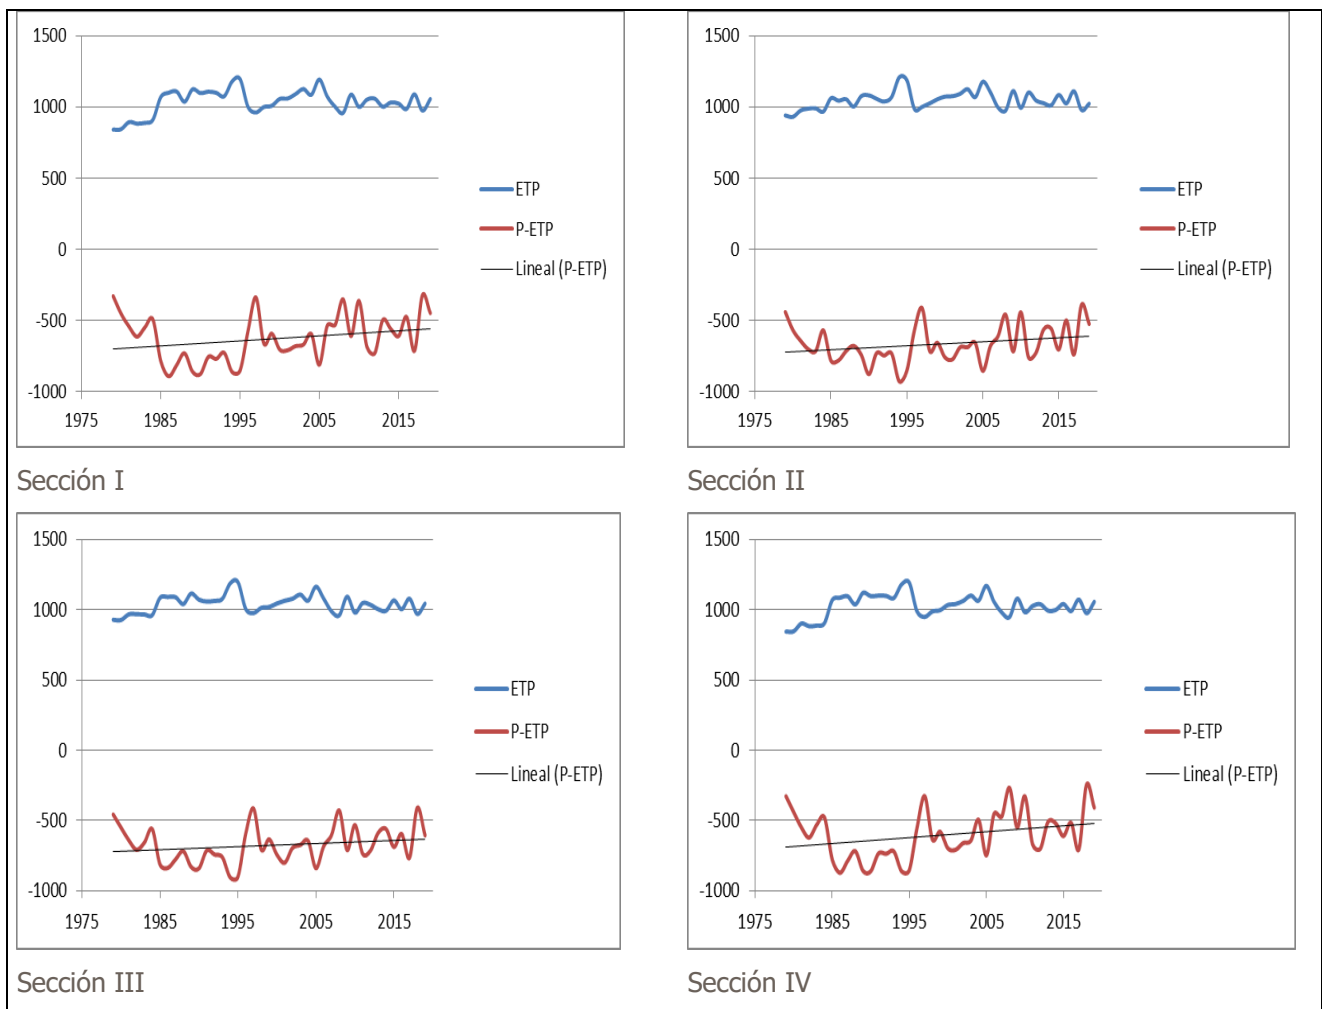 1500
1000
500
0
-500
-1000
1975 1985 1995 2005 2015
ETP
P-ETP
Lineal (P-ETP)
Sección I
1500
1000
500
0
-500
-1000
1975 1985 1995 2005 2015
ETP
P-ETP
Lineal (P-ETP)
Sección II
1500
1000
500
0
-500
-1000
1975 1985 1995 2005 2015
ETP
P-ETP
Lineal (P-ETP)
Sección III
1500
1000
500
0
-500
-1000
1975 1985 1995 2005 2015
ETP
P-ETP
Lineal (P-ETP)
Sección IV